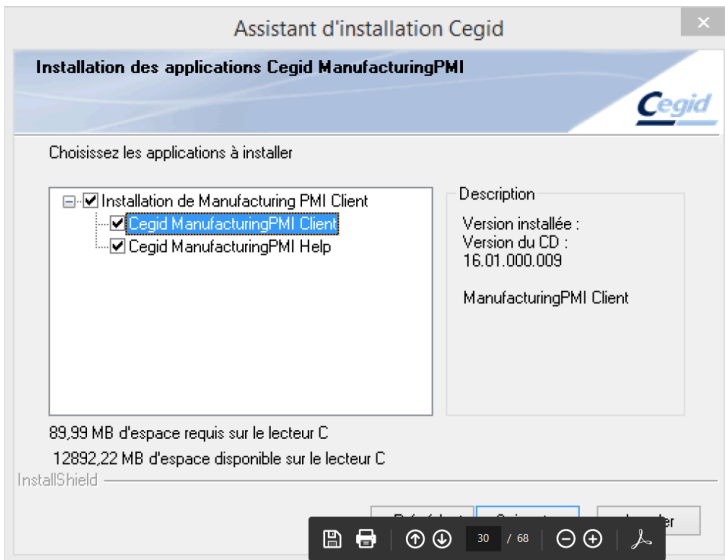 Assistant d'installation Cegid
Installation des applications Cegid ManufacturingPMI
Cegid
Choisissez les applications à installer
Installation de Manufacturing PMI Client
Cegid ManufacturingPMI Client
Cegid ManufacturingPMI Help
Description
Version installée :
Version du CD :
16.01.000.009
ManufacturingPMI Client
89,99 MB d'espace requis sur le lecteur C
12892,22 MB d'espace disponible sur le lecteur C
InstallShield
30 / 68